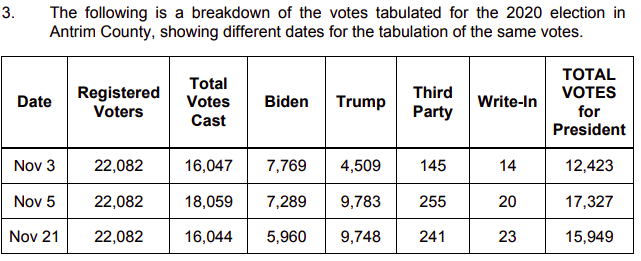 3. The following is a breakdown of the votes tabulated for the 2020 election in
Antrim County, showing different dates for the tabulation of the same votes.
Date Registered Voters Total Votes Cast Biden Trump Third Party Write-In TOTAL VOTES for President
Nov 3 22,082 16,047 7,769 4,509 145 14 12,423
Nov 5 22,082 18,059 7,289 9,783 255 20 17,327
Nov 21 22,082 16,044 5,960 9,748 241 23 15,949